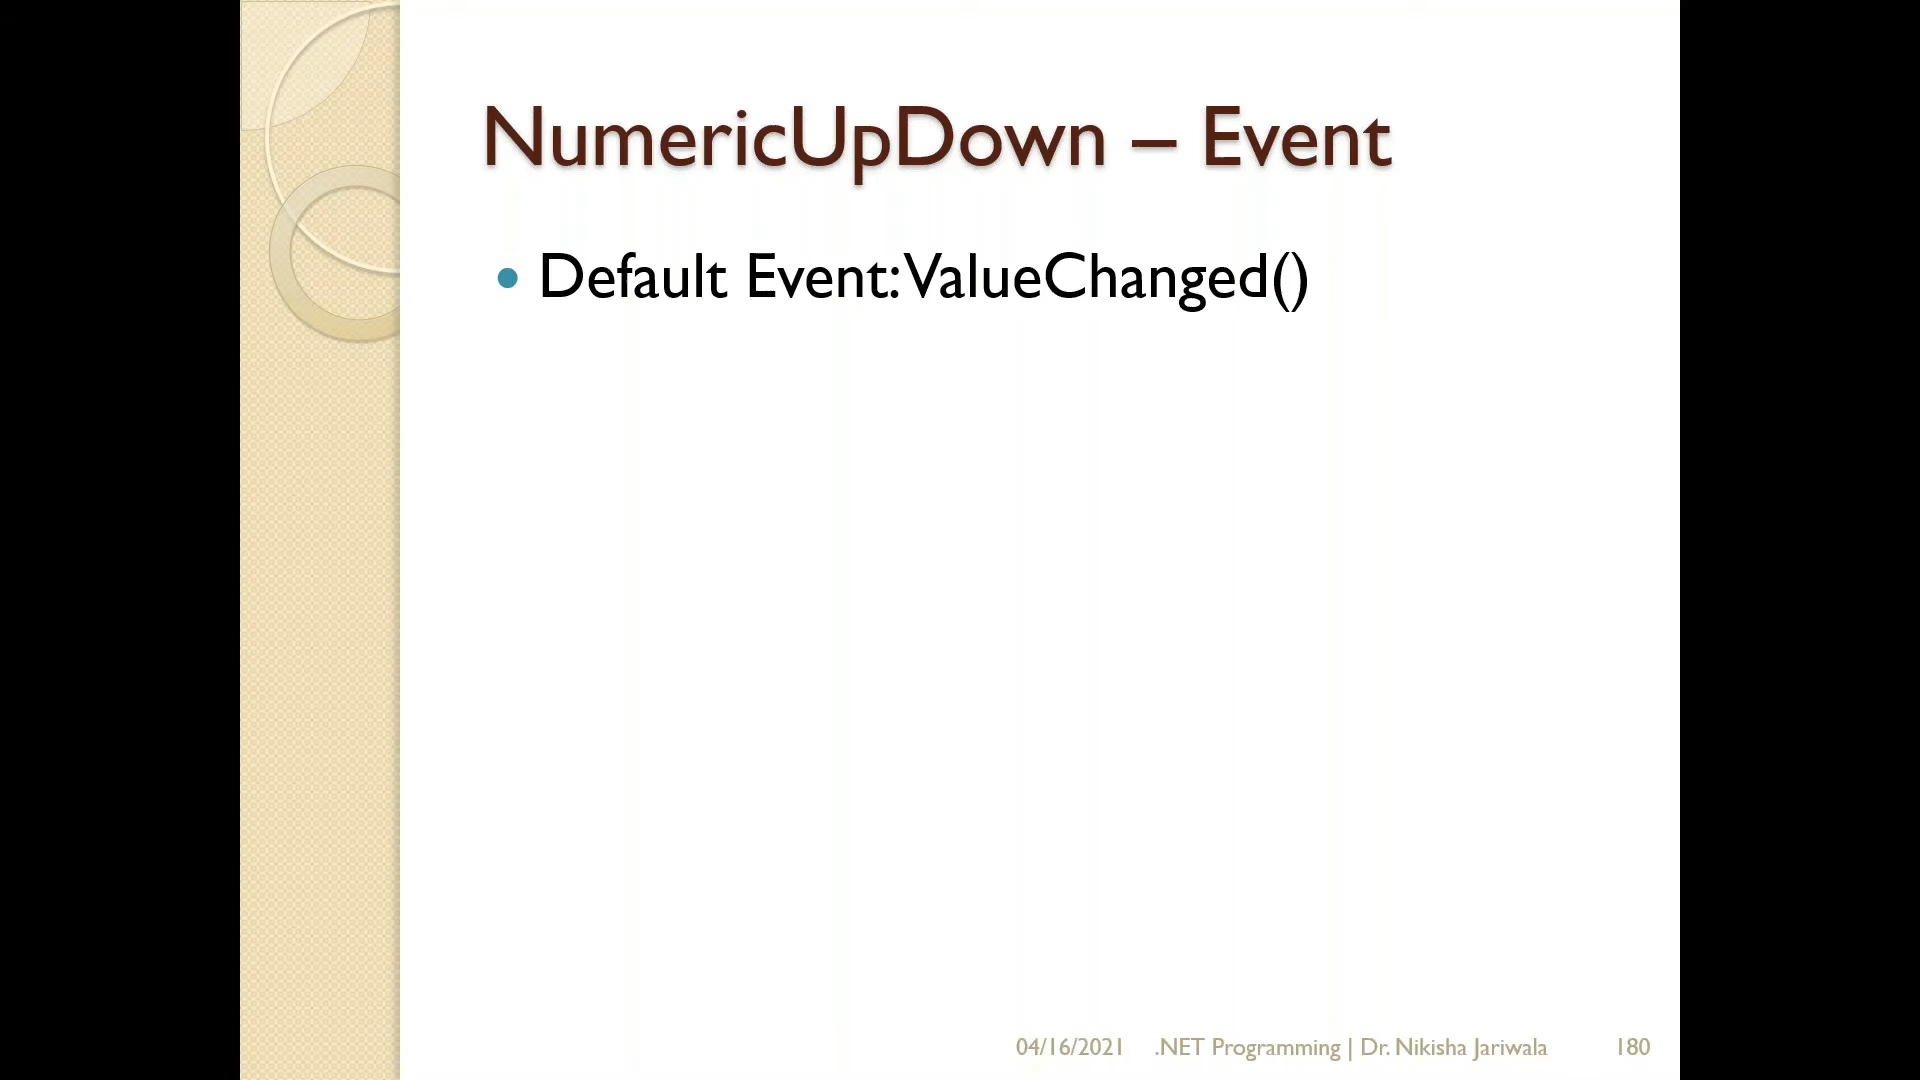 NumericUpDown – Event
• Default Event: ValueChanged()
04/16/2021 .NET Programming | Dr. Nikisha Jariwala 180